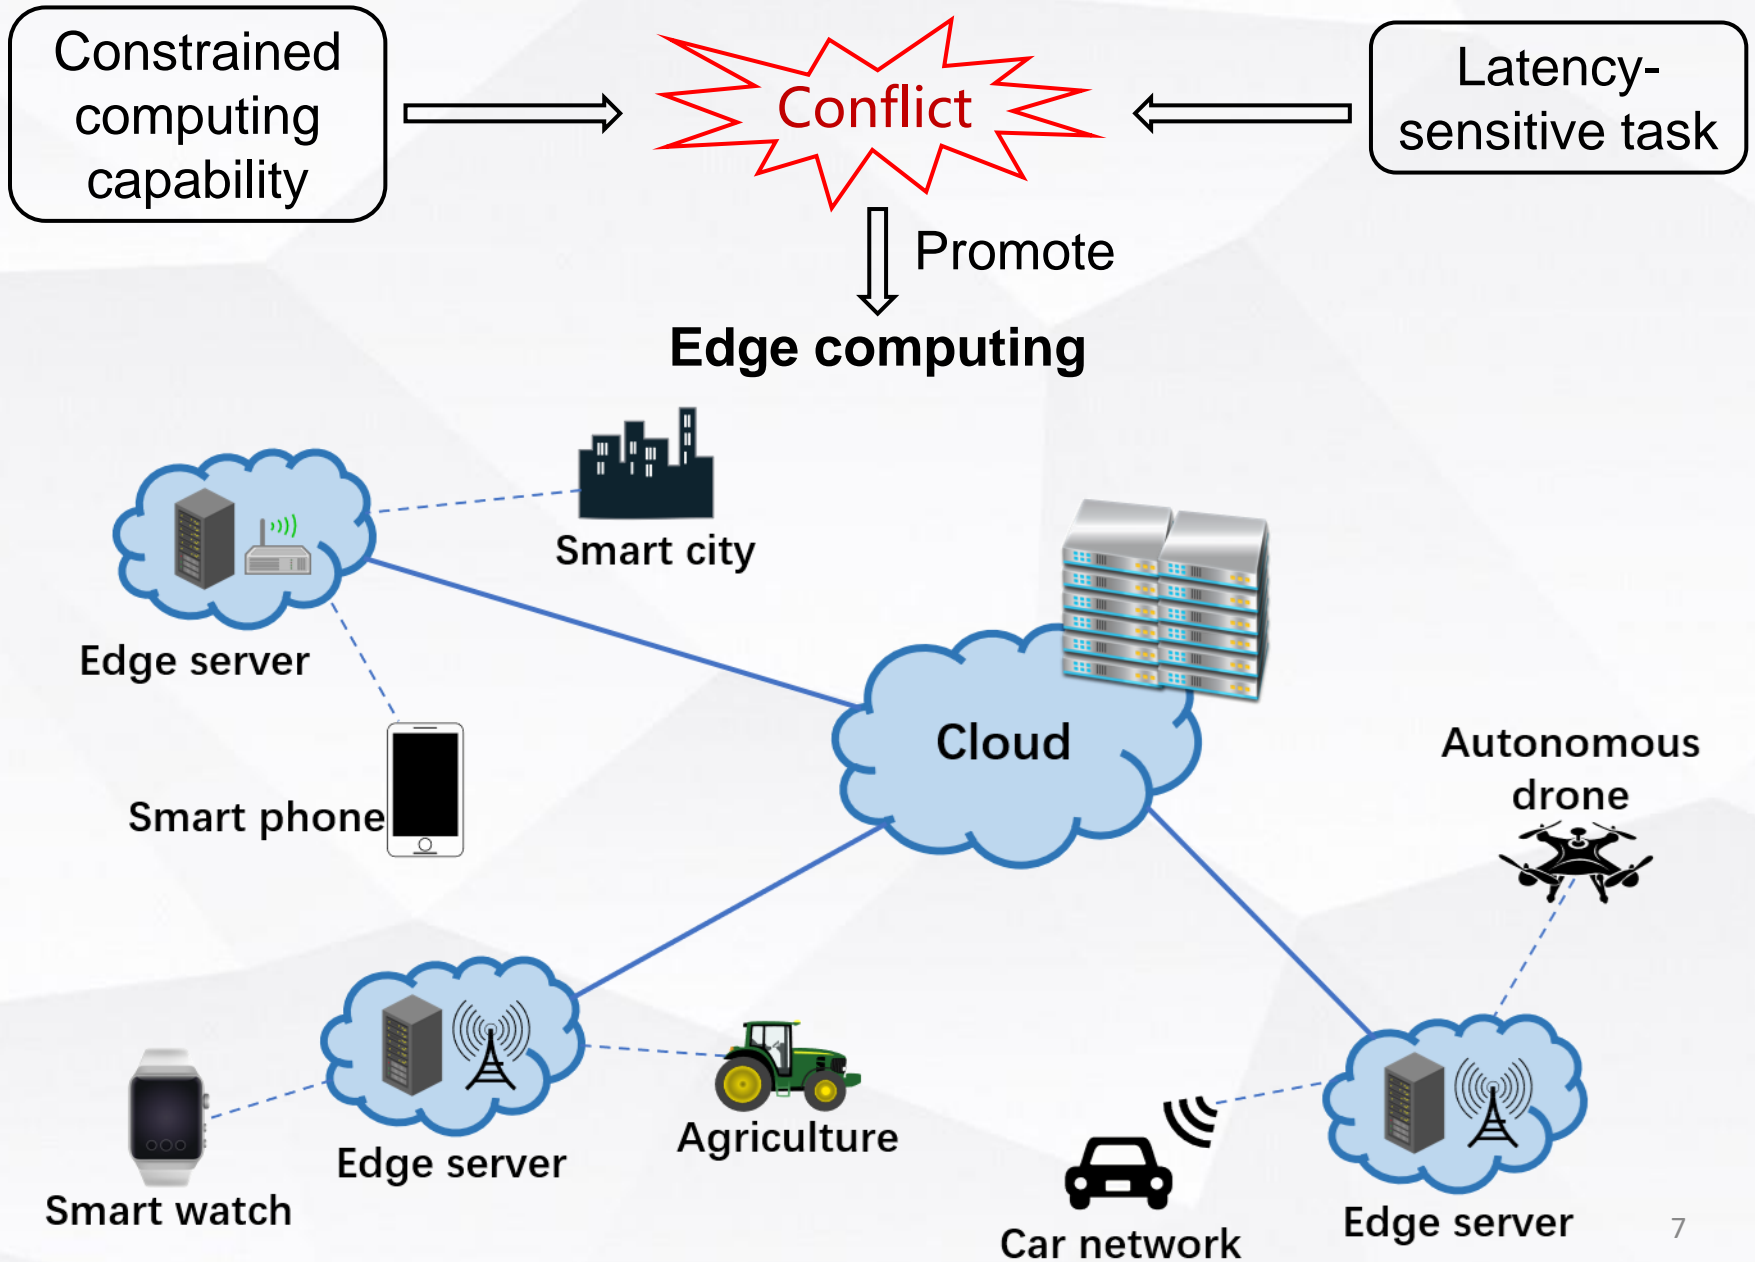 Constrained
computing
capability
Conflict
Latency-
sensitive task
Promote
Edge computing
Smart city
Edge server
Smart phone
Cloud
Autonomous
drone
Edge server
Agriculture
Smart watch
Car network
Edge server
7